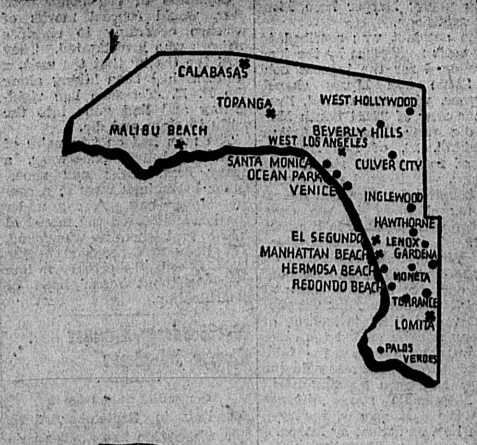 CALABASAS
TOPANGA
WEST HOLLYWOOD
MALIBU BEACH
BEVERLY HILLS
WEST LOS ANGELES
SANTA MONICA
CULVER CITY
OCEAN PARK
VENICE
INGLEWOOD
HAWTHORNE
EL SEGUNDO
LENOX
MANHATTAN BEACH
GARDENA
HERMOSA BEACH
MONETA
REDONDO BEACH
TORRANCE
LOMITA
PALOS
VERDES